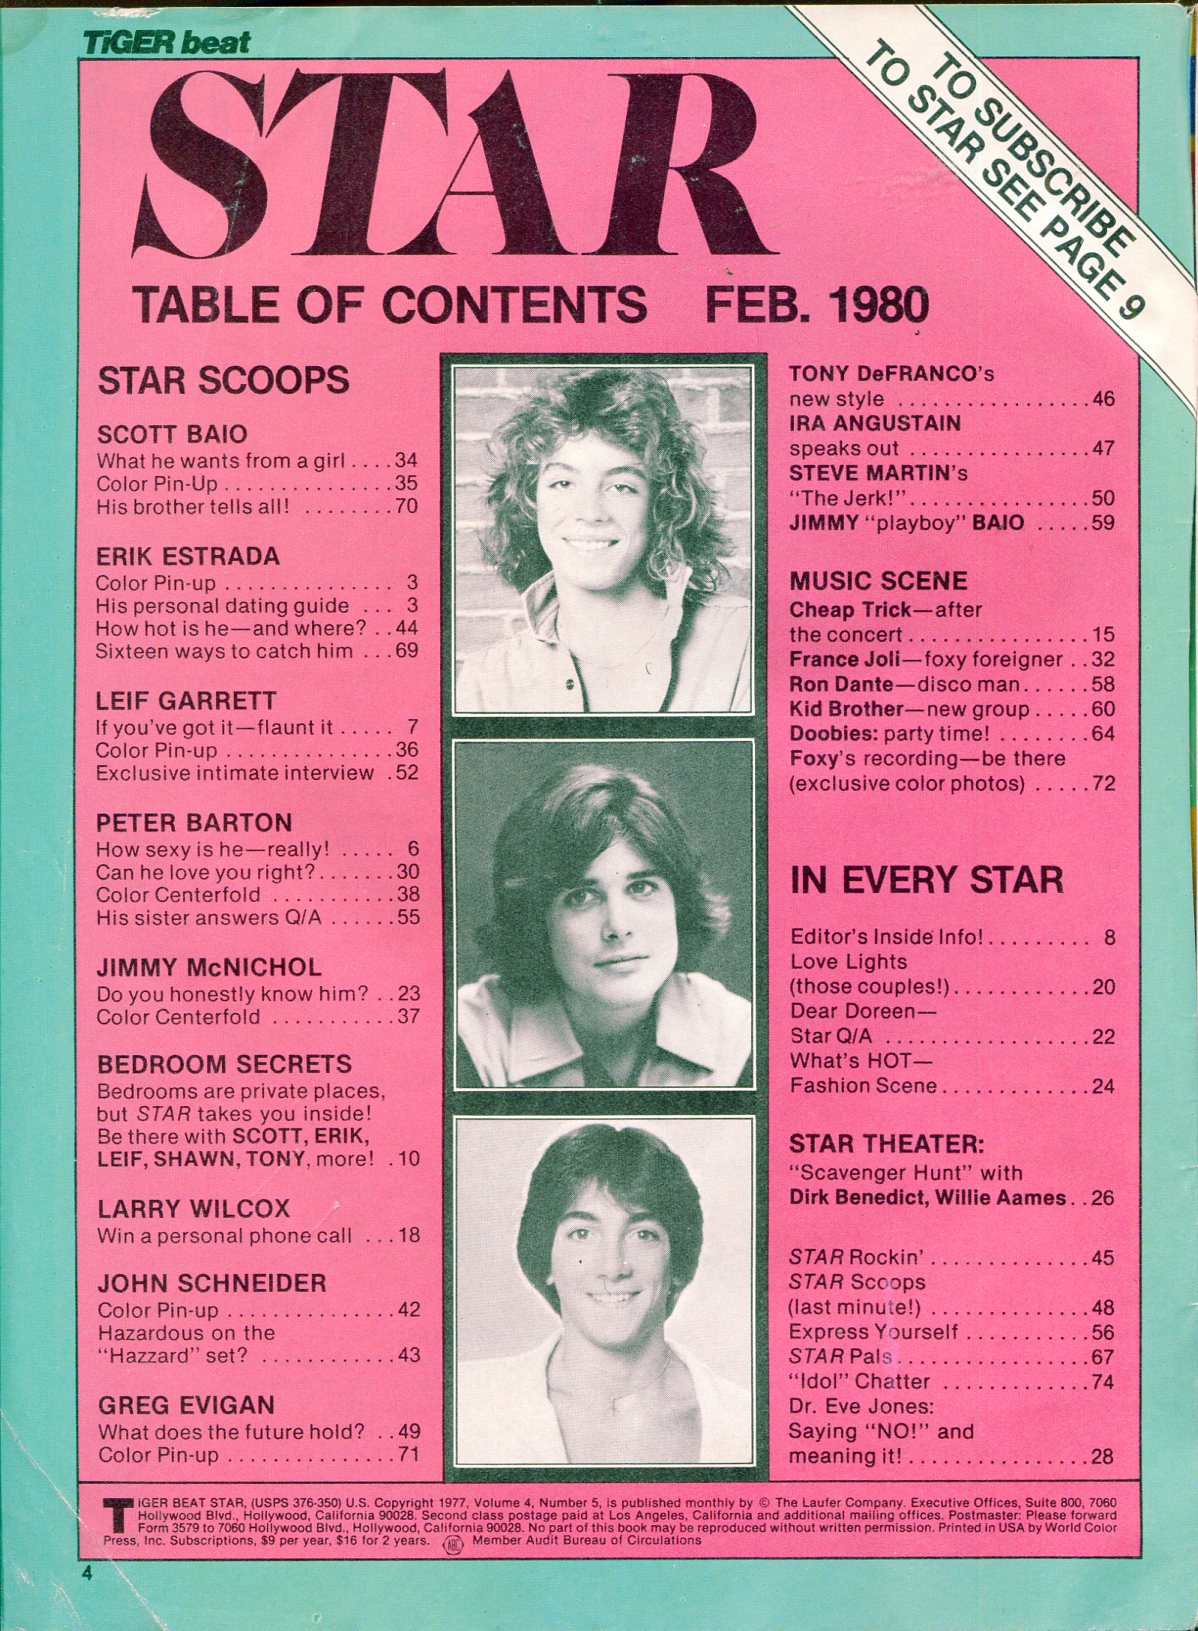 TiGER beat
STAR
TO SUBSCRIBE
TO STAR SEE PAGE 9
TABLE OF CONTENTS FEB. 1980
STAR SCOOPS
SCOTT BAIO
What he wants from a girl . . . . 34
Color Pin-Up . . . . . . . . . . . . . . . 35
His brother tells all! . . . . . . . . 70
ERIK ESTRADA
Color Pin-up . . . . . . . . . . . . . . . 3
His personal dating guide . . . 3
How hot is he—and where? . . 44
Sixteen ways to catch him . . . 69
LEIF GARRETT
If you've got it—flaunt it . . . . . 7
Color Pin-up . . . . . . . . . . . . . . . 36
Exclusive intimate interview . 52
PETER BARTON
How sexy is he—really! . . . . . 6
Can he love you right? . . . . . . . 30
Color Centerfold . . . . . . . . . . . 38
His sister answers Q/A . . . . . . 55
JIMMY McNICHOL
Do you honestly know him? . . 23
Color Centerfold . . . . . . . . . . . 37
BEDROOM SECRETS
Bedrooms are private places,
but STAR takes you inside!
Be there with SCOTT, ERIK,
LEIF, SHAWN, TONY, more! . 10
LARRY WILCOX
Win a personal phone call . . . 18
JOHN SCHNEIDER
Color Pin-up . . . . . . . . . . . . . . . 42
Hazardous on the
“Hazzard” set? . . . . . . . . . . . . 43
GREG EVIGAN
What does the future hold? . . 49
Color Pin-up . . . . . . . . . . . . . . . 71
TONY DeFRANCO's
new style . . . . . . . . . . . . . . . . . 46
IRA ANGUSTAIN
speaks out . . . . . . . . . . . . . . . . 47
STEVE MARTIN's
“The Jerk!” . . . . . . . . . . . . . . . . 50
JIMMY “playboy” BAIO . . . . . 59
MUSIC SCENE
Cheap Trick—after
the concert . . . . . . . . . . . . . . . . 15
France Joli—foxy foreigner . . 32
Ron Dante—disco man . . . . . . 58
Kid Brother—new group . . . . . 60
Doobies: party time! . . . . . . . . 64
Foxy's recording—be there
(exclusive color photos) . . . . . 72
IN EVERY STAR
Editor's Inside Info! . . . . . . . . . 8
Love Lights
(those couples!) . . . . . . . . . . . . 20
Dear Doreen—
Star Q/A . . . . . . . . . . . . . . . . . . 22
What's HOT—
Fashion Scene . . . . . . . . . . . . . 24
STAR THEATER:
“Scavenger Hunt” with
Dirk Benedict, Willie Aames . . 26
STAR Rockin' . . . . . . . . . . . . . . 45
STAR Scoops
(last minute!) . . . . . . . . . . . . . . 48
Express Yourself . . . . . . . . . . . 56
STAR Pals . . . . . . . . . . . . . . . . . 67
“Idol” Chatter . . . . . . . . . . . . . 74
Dr. Eve Jones:
Saying “NO!” and
meaning it! . . . . . . . . . . . . . . . . 28
TIGER BEAT STAR, (USPS 376-350) U.S. Copyright 1977, Volume 4, Number 5, is published monthly by © The Laufer Company. Executive Offices, Suite 800, 7060
Hollywood Blvd., Hollywood, California 90028. Second class postage paid at Los Angeles, California and additional mailing offices. Postmaster: Please forward
Form 3579 to 7060 Hollywood Blvd., Hollywood, California 90028. No part of this book may be reproduced without written permission. Printed in USA by World Color
Press, Inc. Subscriptions, $9 per year, $16 for 2 years. ABC Member Audit Bureau of Circulations
4